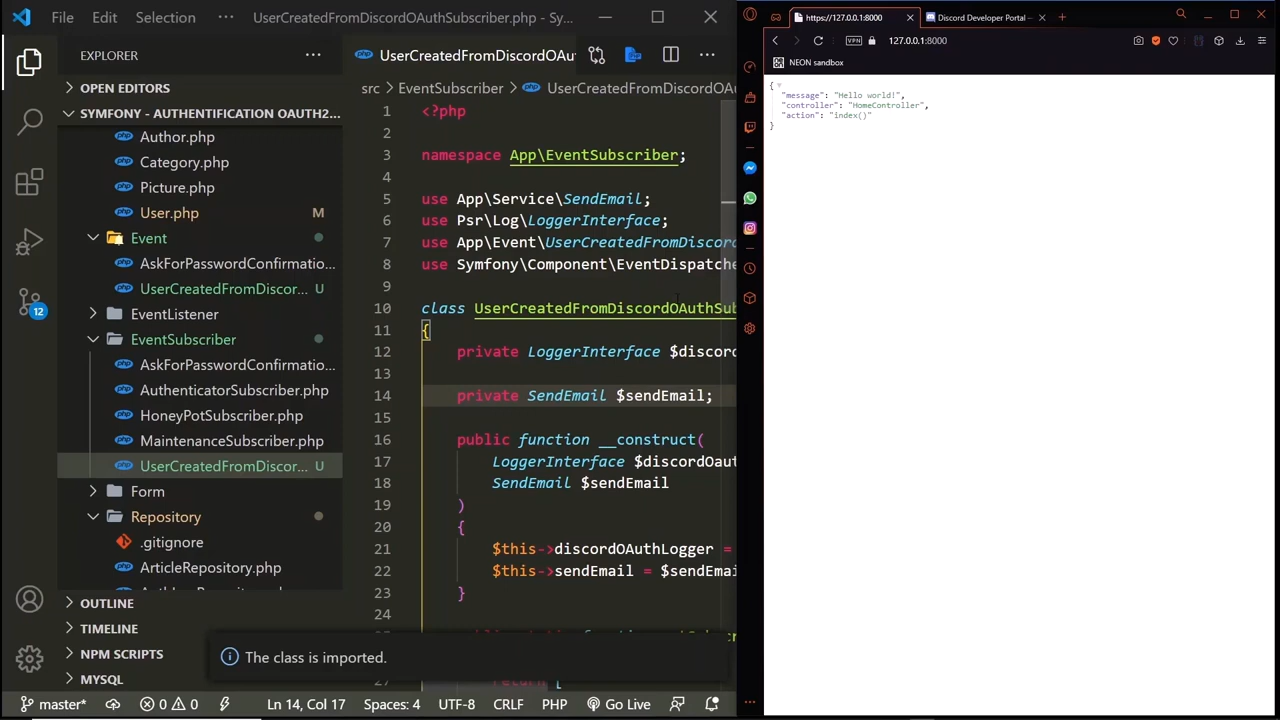 File Edit Selection ··· UserCreatedFromDiscordOAuthSubscriber.php - Sy...
EXPLORER
OPEN EDITORS
SYMFONY - AUTHENTIFICATION OAUTH2...
Author.php
Category.php
Picture.php
User.php M
Event
AskForPasswordConfirmatio...
UserCreatedFromDiscor... U
EventListener
EventSubscriber
AskForPasswordConfirmatio...
AuthenticatorSubscriber.php
HoneyPotSubscriber.php
MaintenanceSubscriber.php
UserCreatedFromDiscor... U
Form
Repository
.gitignore
ArticleRepository.php
OUTLINE
TIMELINE
NPM SCRIPTS
MYSQL
12
UserCreatedFromDiscordOAu
src > EventSubscriber > UserCreatedFromDiscordOAu
1 <?php
2
3 namespace App\EventSubscriber;
4
5 use App\Service\SendEmail;
6 use Psr\Log\LoggerInterface;
7 use App\Event\UserCreatedFromDiscord
8 use Symfony\Component\EventDispatche
9
10 class UserCreatedFromDiscordOAuthSub
11 {
12 private LoggerInterface $discord
13
14 private SendEmail $sendEmail;
15
16 public function __construct(
17 LoggerInterface $discordOaut
18 SendEmail $sendEmail
19 )
20 {
21 $this->discordOAuthLogger =
22 $this->sendEmail = $sendEmai
23 }
24
27 return [
The class is imported.
master* 0 0 Ln 14, Col 17 Spaces: 4 UTF-8 CRLF PHP Go Live
https://127.0.0.1:8000
Discord Developer Portal —
VPN 127.0.0.1:8000
NEON sandbox
{
"message": "Hello world!",
"controller": "HomeController",
"action": "index()"
}